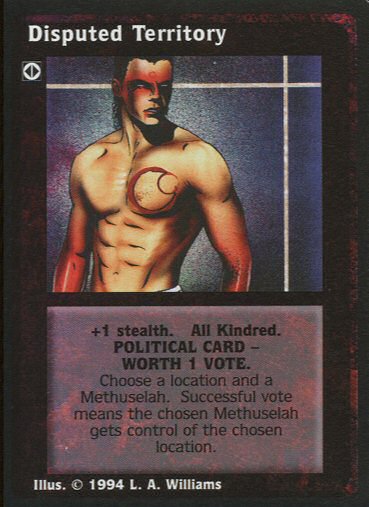 Disputed Territory
+1 stealth. All Kindred.
POLITICAL CARD –
WORTH 1 VOTE.
Choose a location and a
Methuselah. Successful vote
means the chosen Methuselah
gets control of the chosen
location.
Illus. © 1994 L. A. Williams